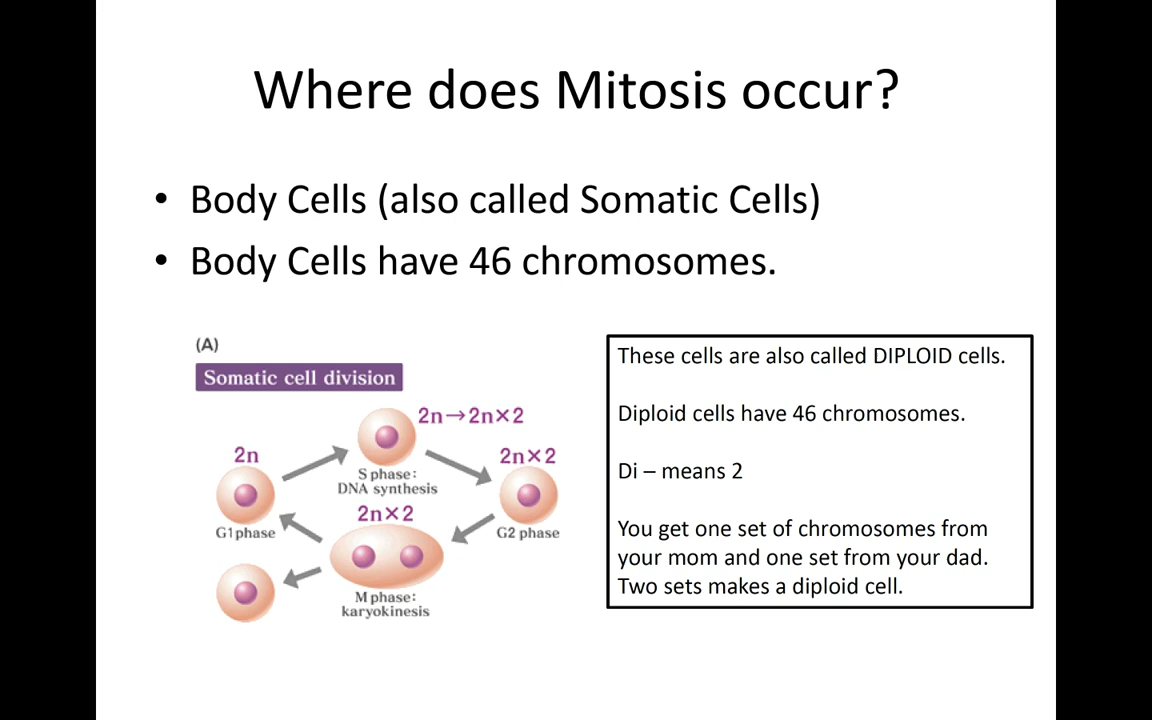 Where does Mitosis occur?
• Body Cells (also called Somatic Cells)
• Body Cells have 46 chromosomes.
(A)
Somatic cell division
2n→2n×2
2n
S phase:
DNA synthesis
2n×2
G1 phase
2n×2
G2 phase
M phase:
karyokinesis
These cells are also called DIPLOID cells.
Diploid cells have 46 chromosomes.
Di – means 2
You get one set of chromosomes from
your mom and one set from your dad.
Two sets makes a diploid cell.